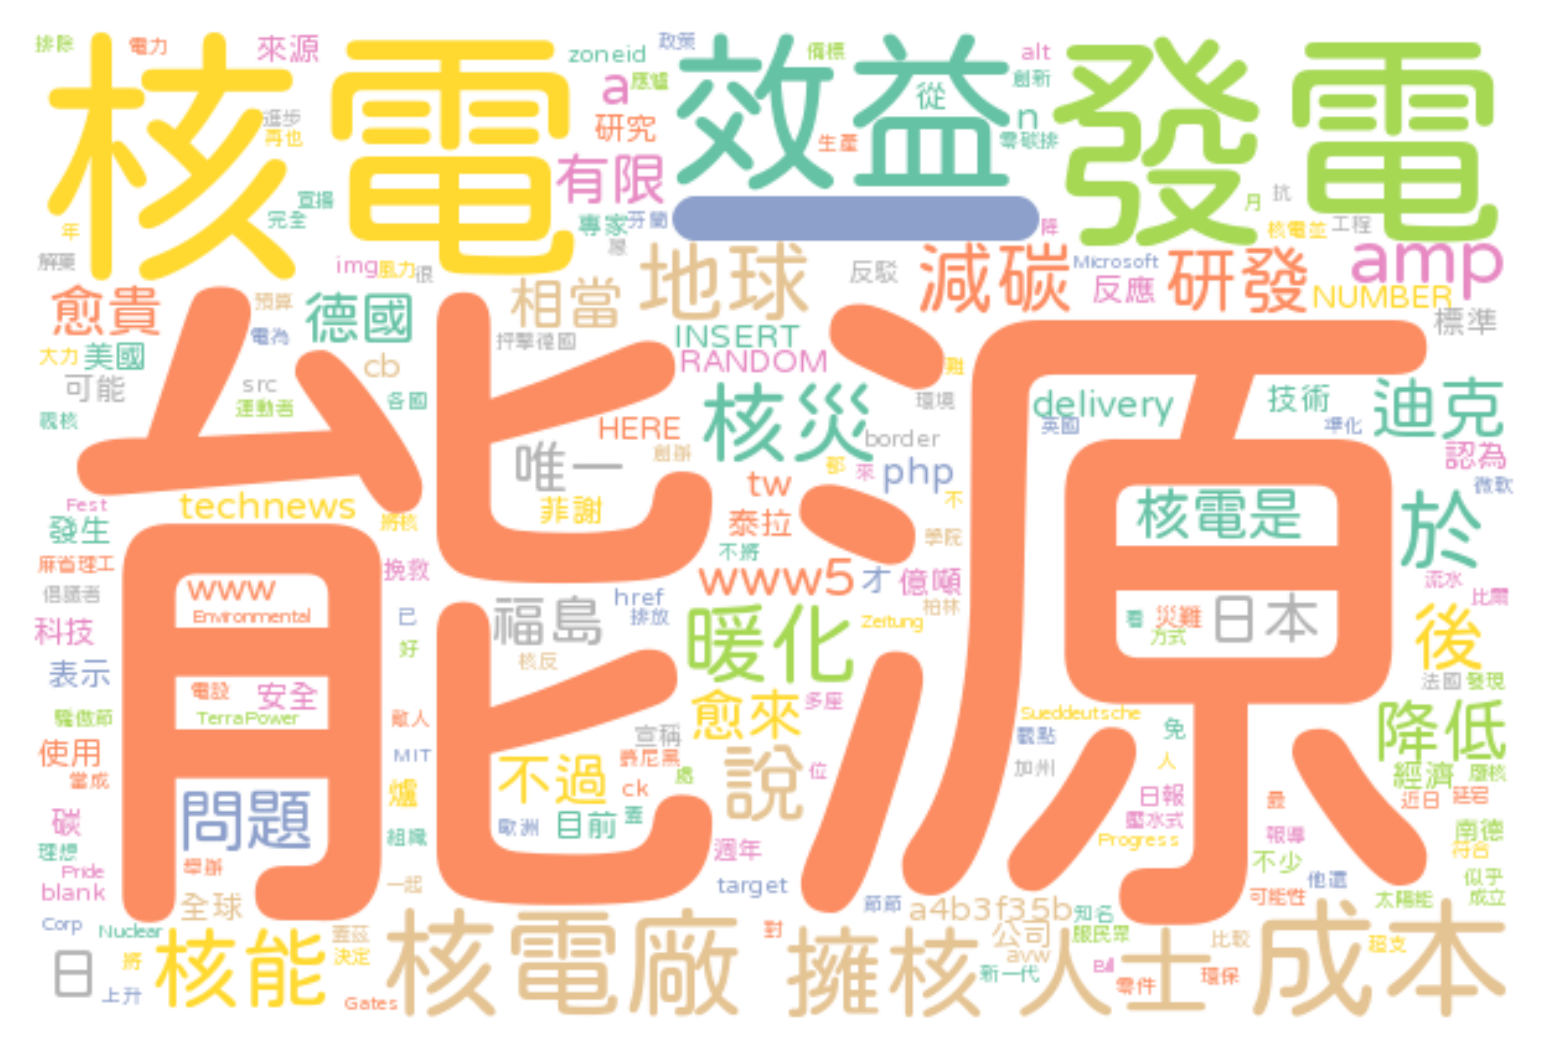 排除
電力
來源
核電
zoneid
政策
備標
效益
從
alt
創新
發電
a
應爐
n
研究
生產
零碳排
進步
再也
有限
宣揚
完全
專家
芬蘭
降
月
抗
核電並
工程
年
解藥
img
風力
很
地球
反駁
減碳
Microsoft
反應
研發
amp
NUMBER
標準
愈貴
預算
德國
相當
電為
抨擊德國
INSERT
RANDOM
大力
美國
cb
可能
src
運動者
各國
難
環境
delivery
英國
技術
準化
迪克
親核
HERE
核災
border
創辦
唯一
都
來
php
認為
微軟
tw
不
Fest
technews
將核
菲謝
泰拉
核電是
於
發生
學院
不將
麻省理工
倡議者
www
Environmental
挽救
www5
才
億噸
柏林
流水
比爾
能源
福島
href
排放
已
暖化
Zeitung
看
災難
方式
日本
後
科技
好
核反
表示
電設
安全
TerraPower
法國
發現
驕傲節
敵人
愈來
多座
宣稱
慕尼黑
Sueddeutsche
觀點
免
降低
使用
當成
MIT
不過
處
ck
說
位
加州
人
經濟
廢核
爐
日報
壓水式
最
近日
延宕
碳
問題
組織
歐洲
目前
蓋
週年
Progress
報導
南德
符合
理想
Pride
舉辦
不少
blank
一起
target
他還
似乎
可能性
太陽能
成立
全球
節節
a4b3f35b
知名
Corp
Nuclear
核能
蓋茲
決定
核電廠
對
擁核人士
公司
服民眾
avw
新一代
比較
成本
超支
日
將
上升
Gates
Bill
零件
環保